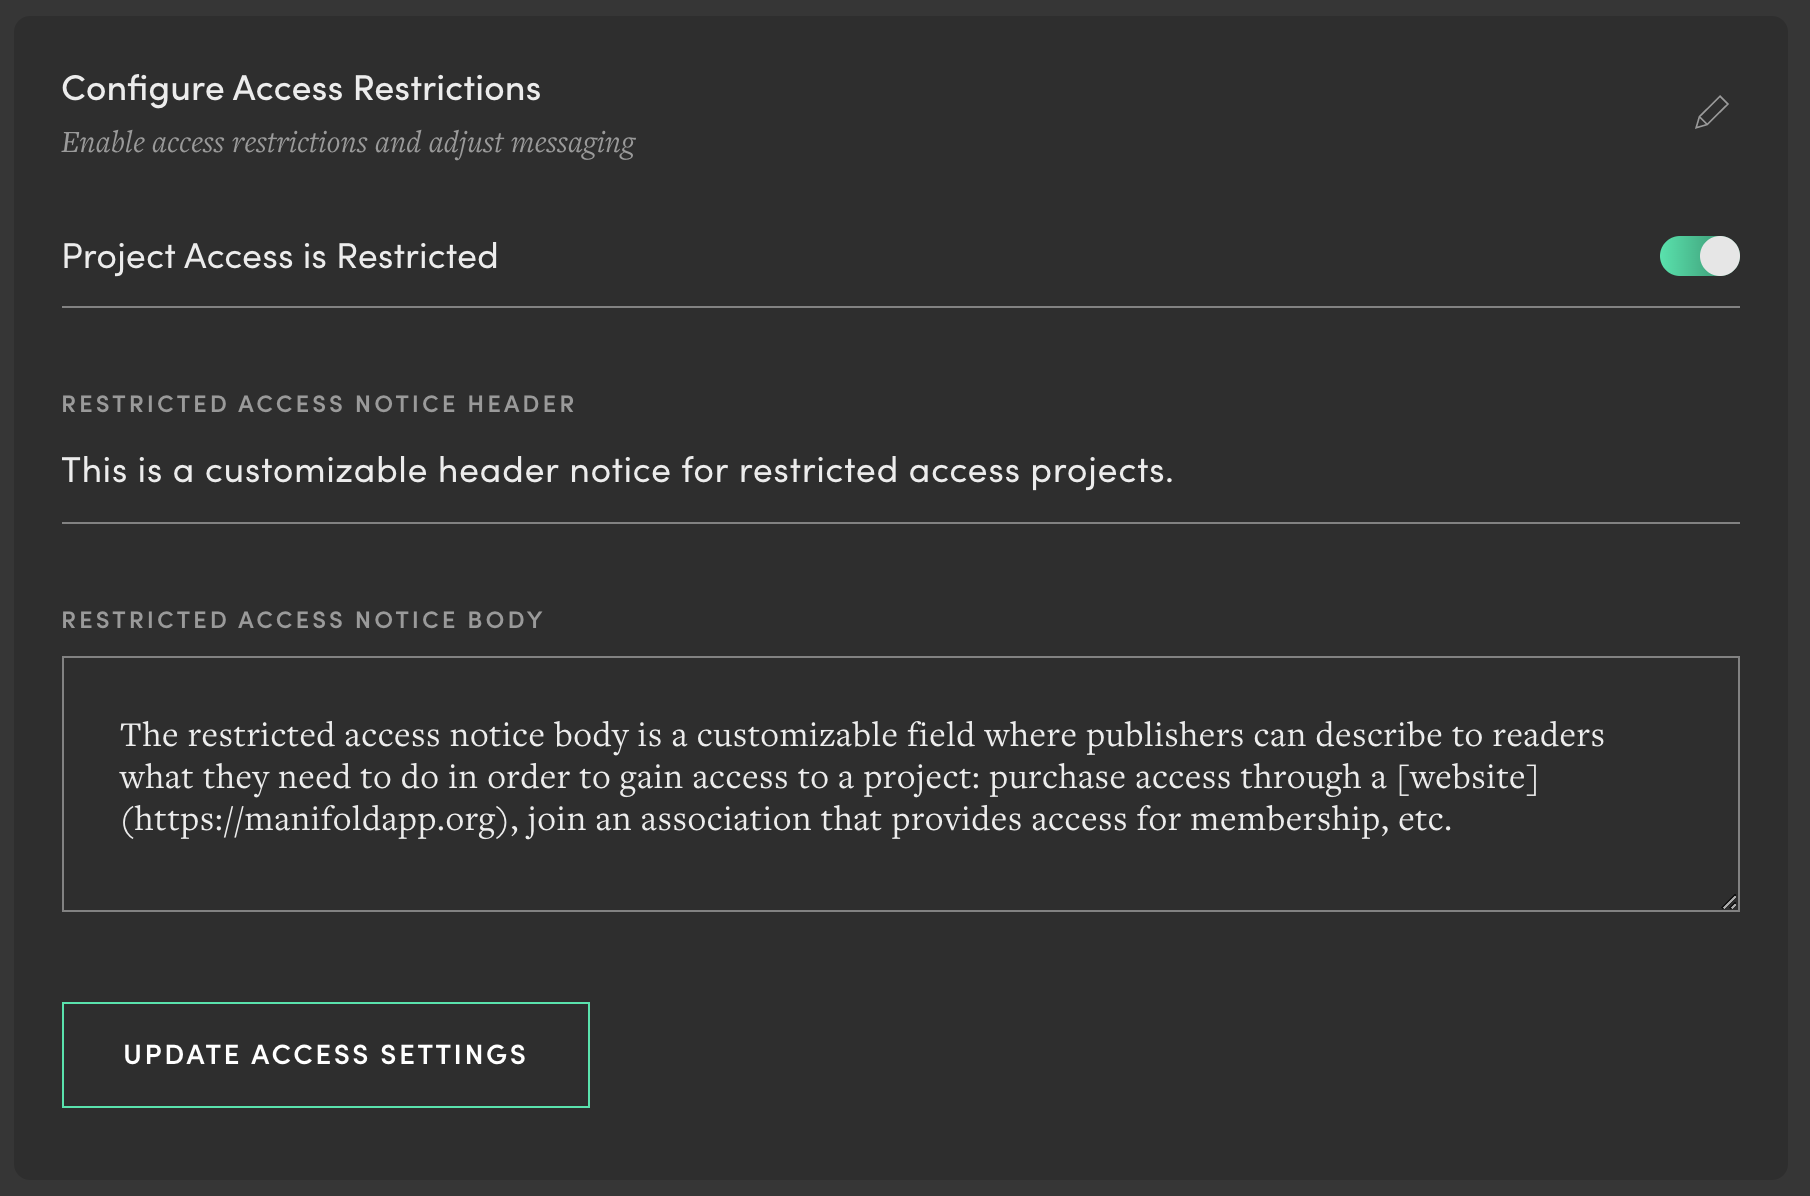 Configure Access Restrictions
Enable access restrictions and adjust messaging
Project Access is Restricted
RESTRICTED ACCESS NOTICE HEADER
This is a customizable header notice for restricted access projects.
RESTRICTED ACCESS NOTICE BODY
The restricted access notice body is a customizable field where publishers can describe to readers
what they need to do in order to gain access to a project: purchase access through a [website]
(https://manifoldapp.org), join an association that provides access for membership, etc.
UPDATE ACCESS SETTINGS